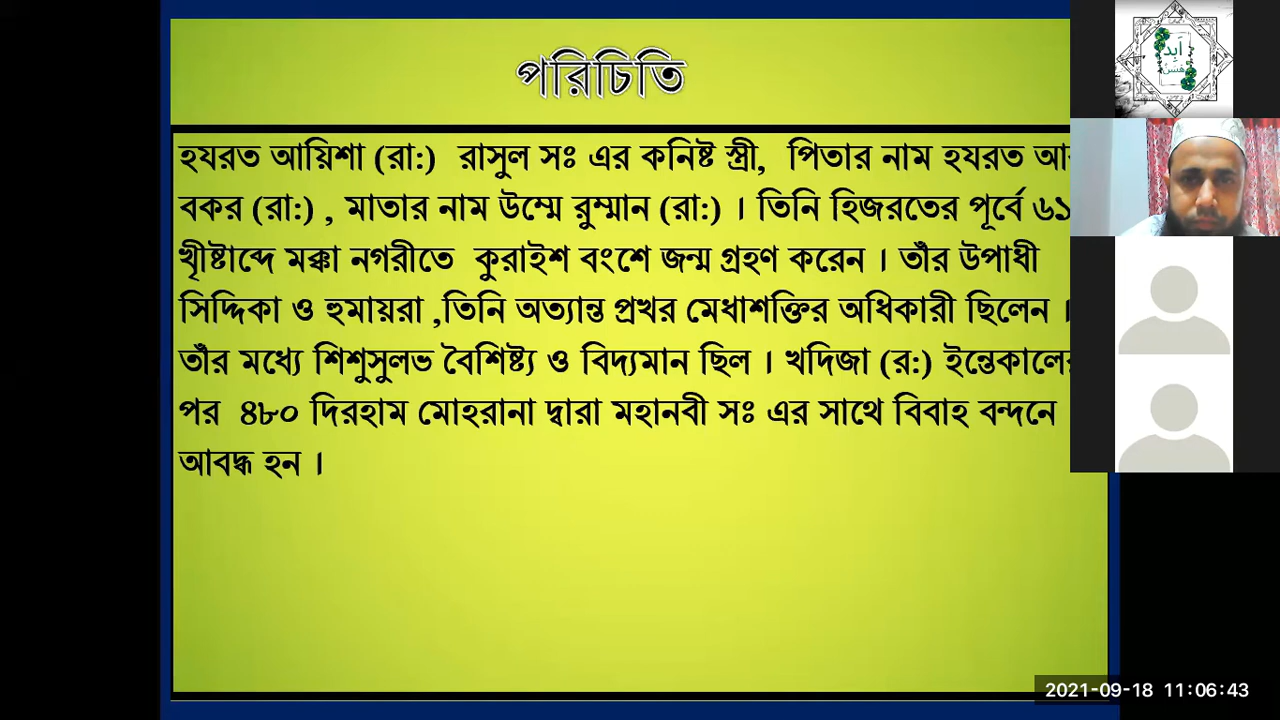 পরিচিতি
হযরত আয়িশা (রা:) রাসুল সঃ এর কনিষ্ট স্ত্রী, পিতার নাম হযরত
বকর (রা:) , মাতার নাম উম্মে রুম্মান (রা:) । তিনি হিজরতের পূর্বে
খ্রীষ্টাব্দে মক্কা নগরীতে কুরাইশ বংশে জন্ম গ্রহণ করেন । তাঁর উপাধী
সিদ্দিকা ও হুমায়রা ,তিনি অত্যান্ত প্রখর মেধাশক্তির অধিকারী ছিলেন ।
তাঁর মধ্যে শিশুসুলভ বৈশিষ্ট্য ও বিদ্যমান ছিল । খদিজা (র:)
পর ৪৮০ দিরহাম মোহরানা দ্বারা মহানবী সঃ এর সাথে বিবাহ বন্দনে
আবদ্ধ হন ।
2021-09-18 11:06:43